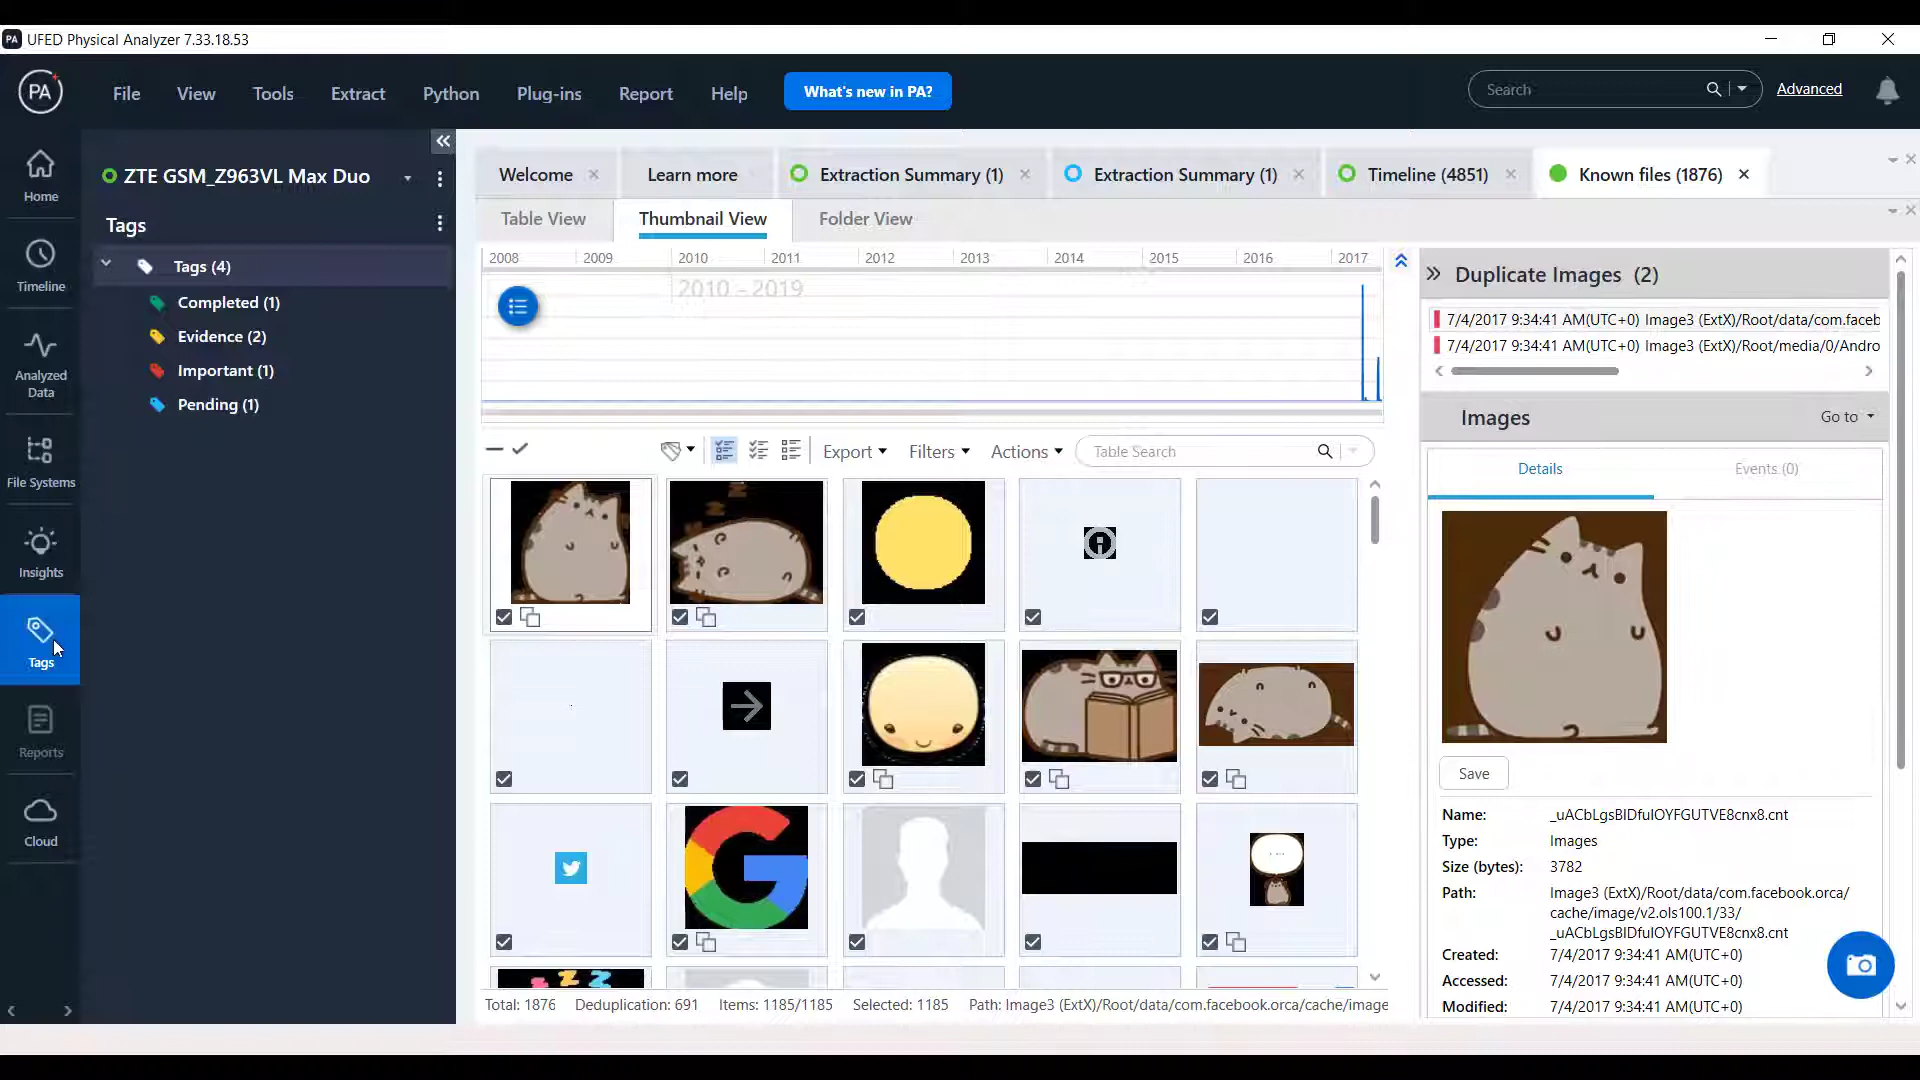 PA UFED Physical Analyzer 7.33.18.53
PA File View Tools Extract Python Plug-ins Report Help What's new in PA? Search Advanced
Home
Timeline
Analyzed
Data
File Systems
Insights
Tags
Reports
Cloud
ZTE GSM_Z963VL Max Duo
Tags
Tags (4)
Completed (1)
Evidence (2)
Important (1)
Pending (1)
Welcome Learn more Extraction Summary (1) Extraction Summary (1) Timeline (4851) Known files (1876)
Table View Thumbnail View Folder View
2008 2009 2010 2011 2012 2013 2014 2015 2016 2017
2010 - 2019
Export Filters Actions Table Search
Total: 1876 Deduplication: 691 Items: 1185/1185 Selected: 1185 Path: Image3 (ExtX)/Root/data/com.facebook.orca/cache/image
Duplicate Images (2)
7/4/2017 9:34:41 AM(UTC+0) Image3 (ExtX)/Root/data/com.faceb
7/4/2017 9:34:41 AM(UTC+0) Image3 (ExtX)/Root/media/0/Andro
Images Go to
Details Events (0)
Save
Name: _uACbLgsBIDfuIOYFGUTVE8cnx8.cnt
Type: Images
Size (bytes): 3782
Path: Image3 (ExtX)/Root/data/com.facebook.orca/
cache/image/v2.ols100.1/33/
_uACbLgsBIDfuIOYFGUTVE8cnx8.cnt
Created: 7/4/2017 9:34:41 AM(UTC+0)
Accessed: 7/4/2017 9:34:41 AM(UTC+0)
Modified: 7/4/2017 9:34:41 AM(UTC+0)